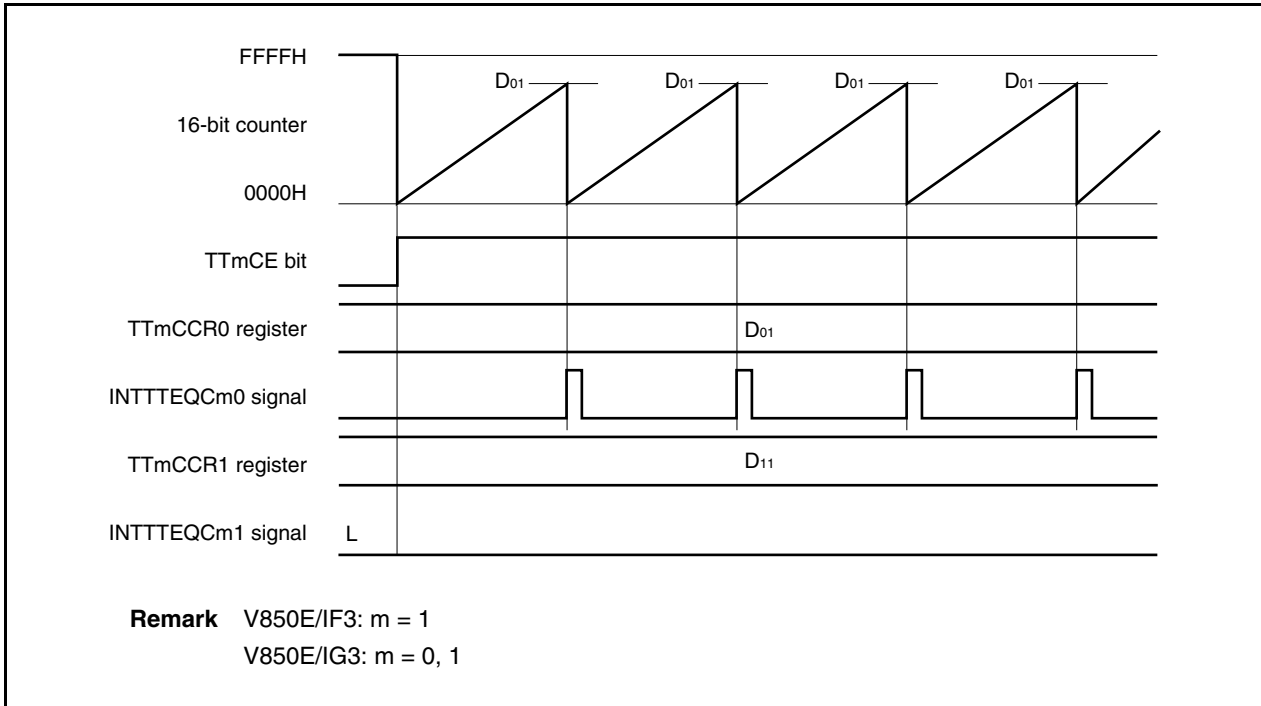 FFFFH
D01 D01 D01 D01
16-bit counter
0000H
TTmCE bit
TTmCCR0 register D01
INTTTEQCm0 signal
TTmCCR1 register D11
INTTTEQCm1 signal L
Remark V850E/IF3: m = 1
V850E/IG3: m = 0, 1